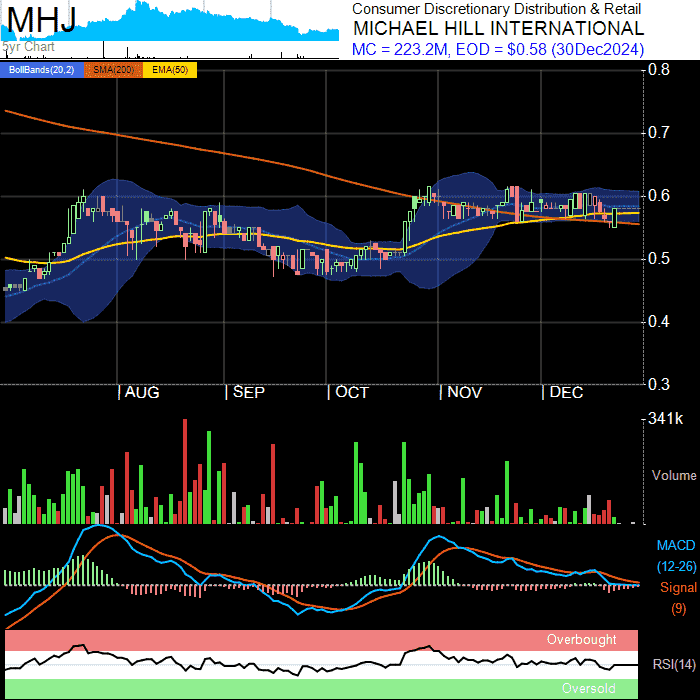 MHJ
5yr Chart
Consumer Discretionary Distribution & Retail
MICHAEL HILL INTERNATIONAL
MC = 223.2M, EOD = $0.58 (30Dec2024)
BollBands(20,2) SMA(200) EMA(50)
0.8
0.7
0.6
0.5
0.4
0.3
AUG SEP OCT NOV DEC
341k
Volume
MACD
(12-26)
Signal
(9)
Overbought
RSI(14)
Oversold